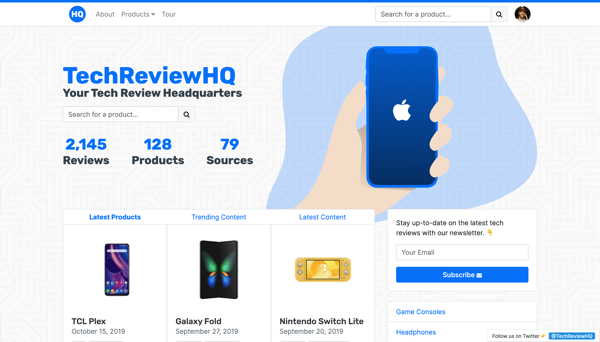 HQ About Products Tour Search for a product...
TechReviewHQ
Your Tech Review Headquarters
Search for a product...
2,145 128 79
Reviews Products Sources
Latest Products Trending Content Latest Content
TCL Plex
October 15, 2019
Galaxy Fold
September 27, 2019
Nintendo Switch Lite
September 20, 2019
Stay up-to-date on the latest tech
reviews with our newsletter.
Your Email
Subscribe
Game Consoles
Headphones
Follow us on Twitter @TechReviewHQ